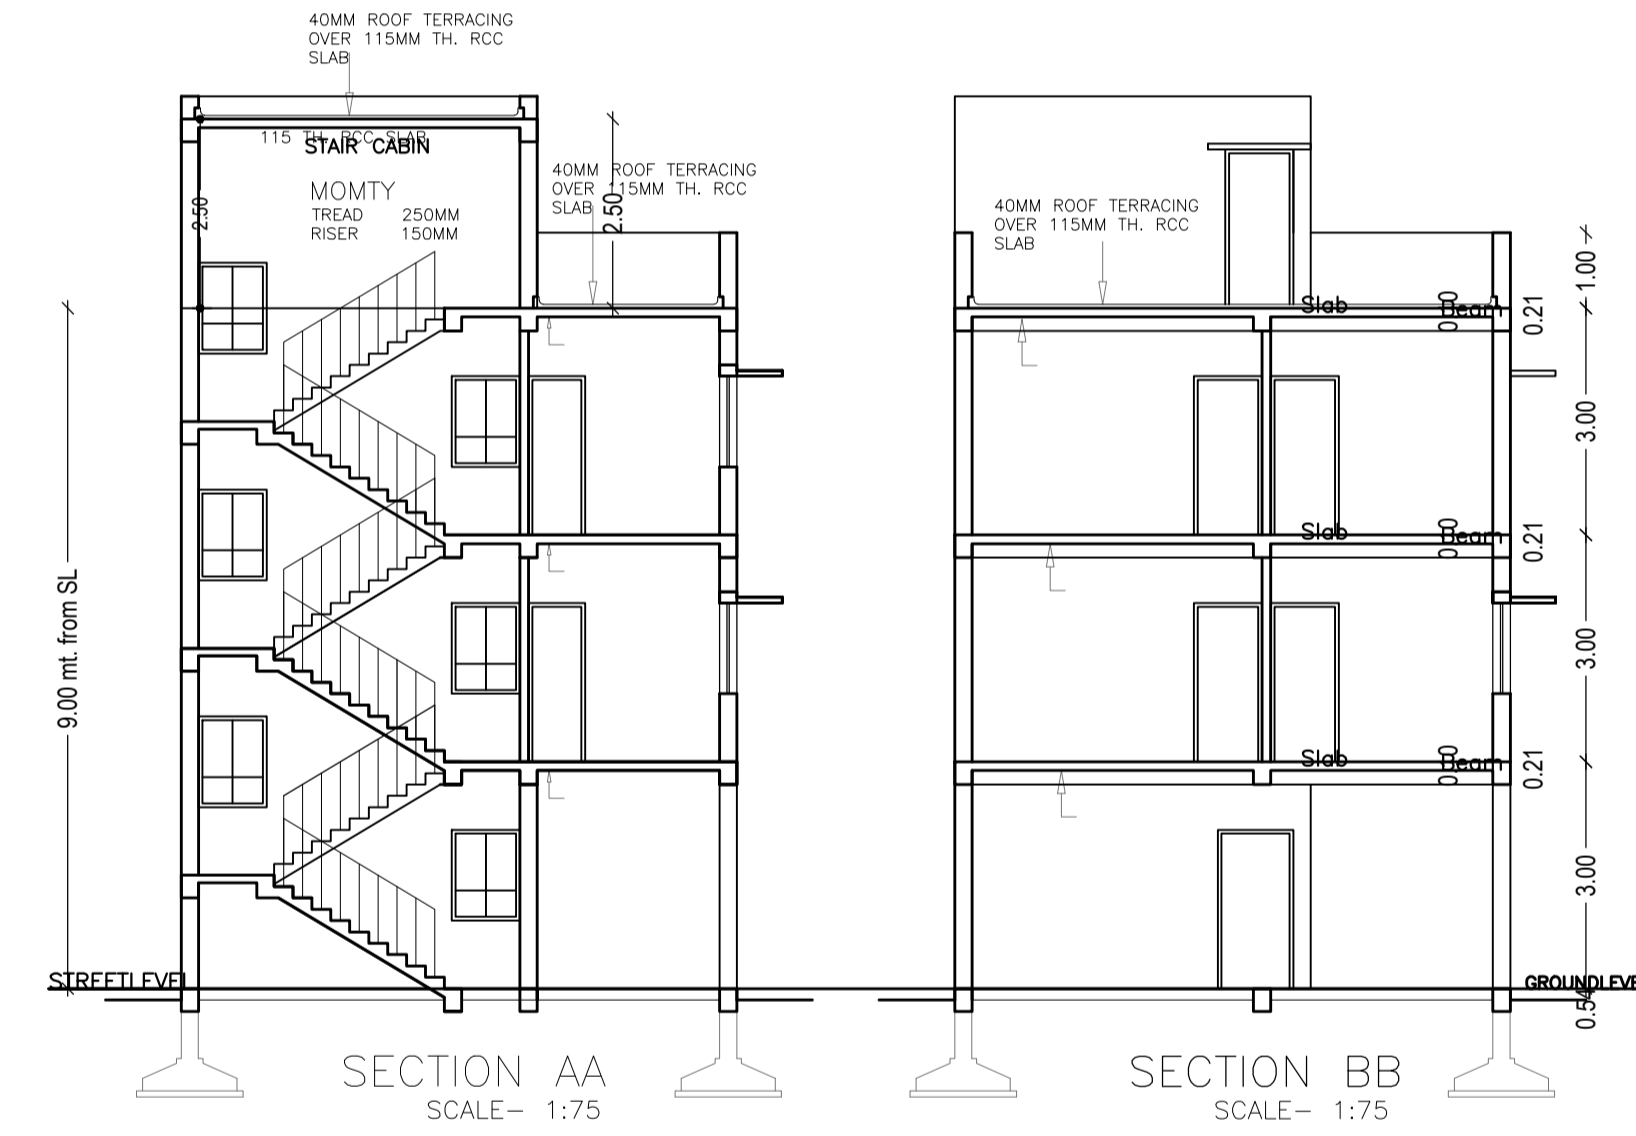 40MM ROOF TERRACING
OVER 115MM TH. RCC
SLAB
115 TH. RCC SLAB
STAIR CABIN
MOMTY
TREAD 250MM
RISER 150MM
2.50
40MM ROOF TERRACING
OVER 115MM TH. RCC
SLAB
2.50
9.00 mt. from SL
STREETLEVEL
SECTION AA
SCALE- 1:75
40MM ROOF TERRACING
OVER 115MM TH. RCC
SLAB
1.00
Slab
Beam
0.21
3.00
Slab
Beam
0.21
3.00
Slab
Beam
0.21
3.00
GROUNDLEVE
SECTION BB
SCALE- 1:75